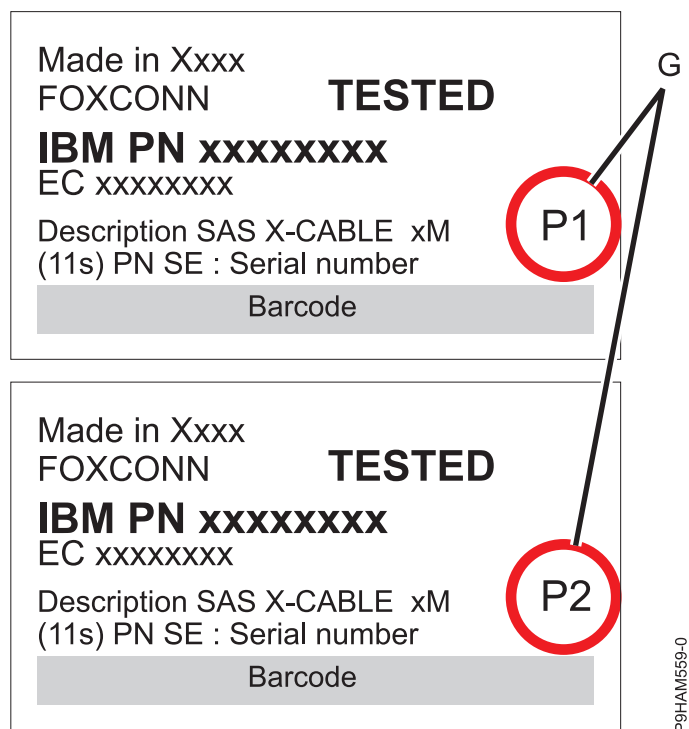 Made in Xxxx
FOXCONN TESTED
IBM PN xxxxxxxx
EC xxxxxxxx
Description SAS X-CABLE xM
(11s) PN SE : Serial number
Barcode
P1
G
Made in Xxxx
FOXCONN TESTED
IBM PN xxxxxxxx
EC xxxxxxxx
Description SAS X-CABLE xM
(11s) PN SE : Serial number
Barcode
P2
P9HAM559-0